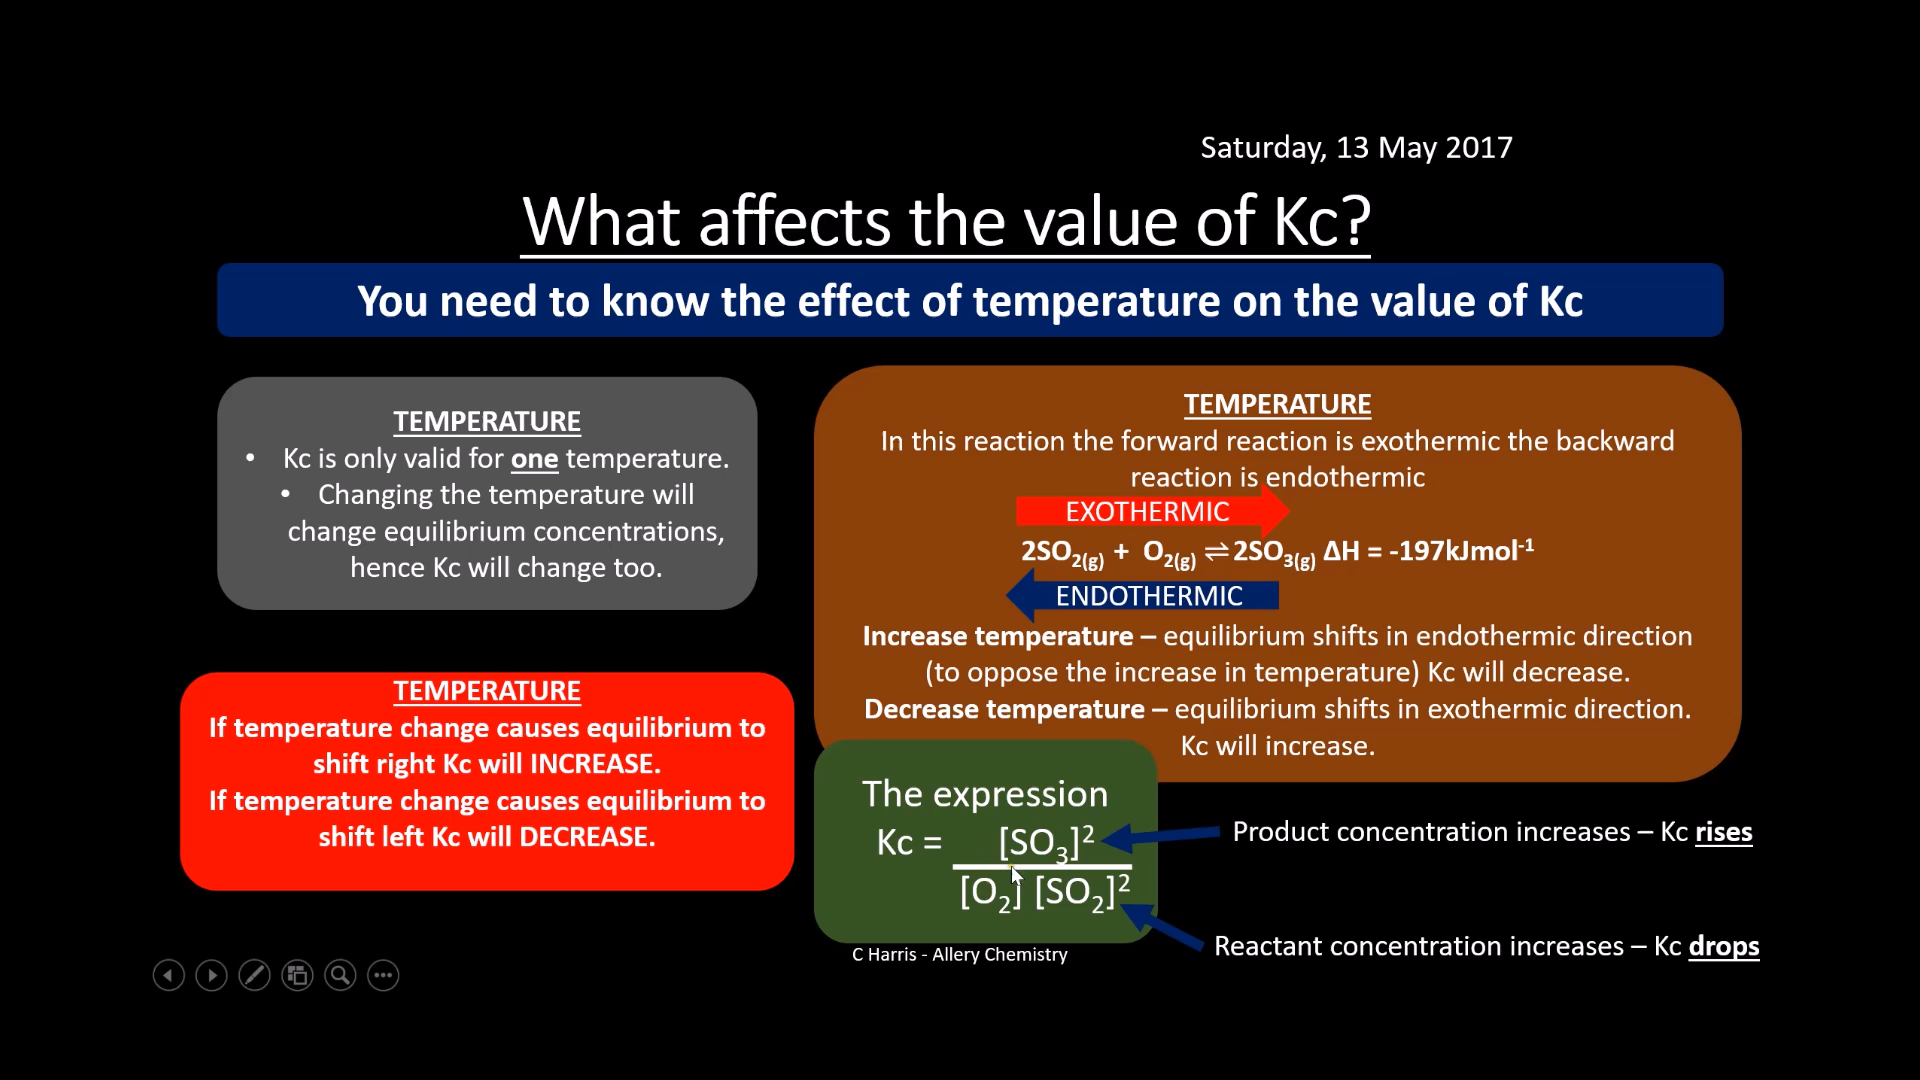 Saturday, 13 May 2017
What affects the value of Kc?
You need to know the effect of temperature on the value of Kc
TEMPERATURE
• Kc is only valid for one temperature.
• Changing the temperature will
change equilibrium concentrations,
hence Kc will change too.
TEMPERATURE
If temperature change causes equilibrium to
shift right Kc will INCREASE.
If temperature change causes equilibrium to
shift left Kc will DECREASE.
TEMPERATURE
In this reaction the forward reaction is exothermic the backward
reaction is endothermic
EXOTHERMIC
2SO₂(g) + O₂(g) ⇌ 2SO₃(g) ΔH = -197kJmol⁻¹
ENDOTHERMIC
Increase temperature – equilibrium shifts in endothermic direction
(to oppose the increase in temperature) Kc will decrease.
Decrease temperature – equilibrium shifts in exothermic direction.
Kc will increase.
The expression
Kc = [SO₃]²
[O₂] [SO₂]²
Product concentration increases – Kc rises
Reactant concentration increases – Kc drops
C Harris - Allery Chemistry